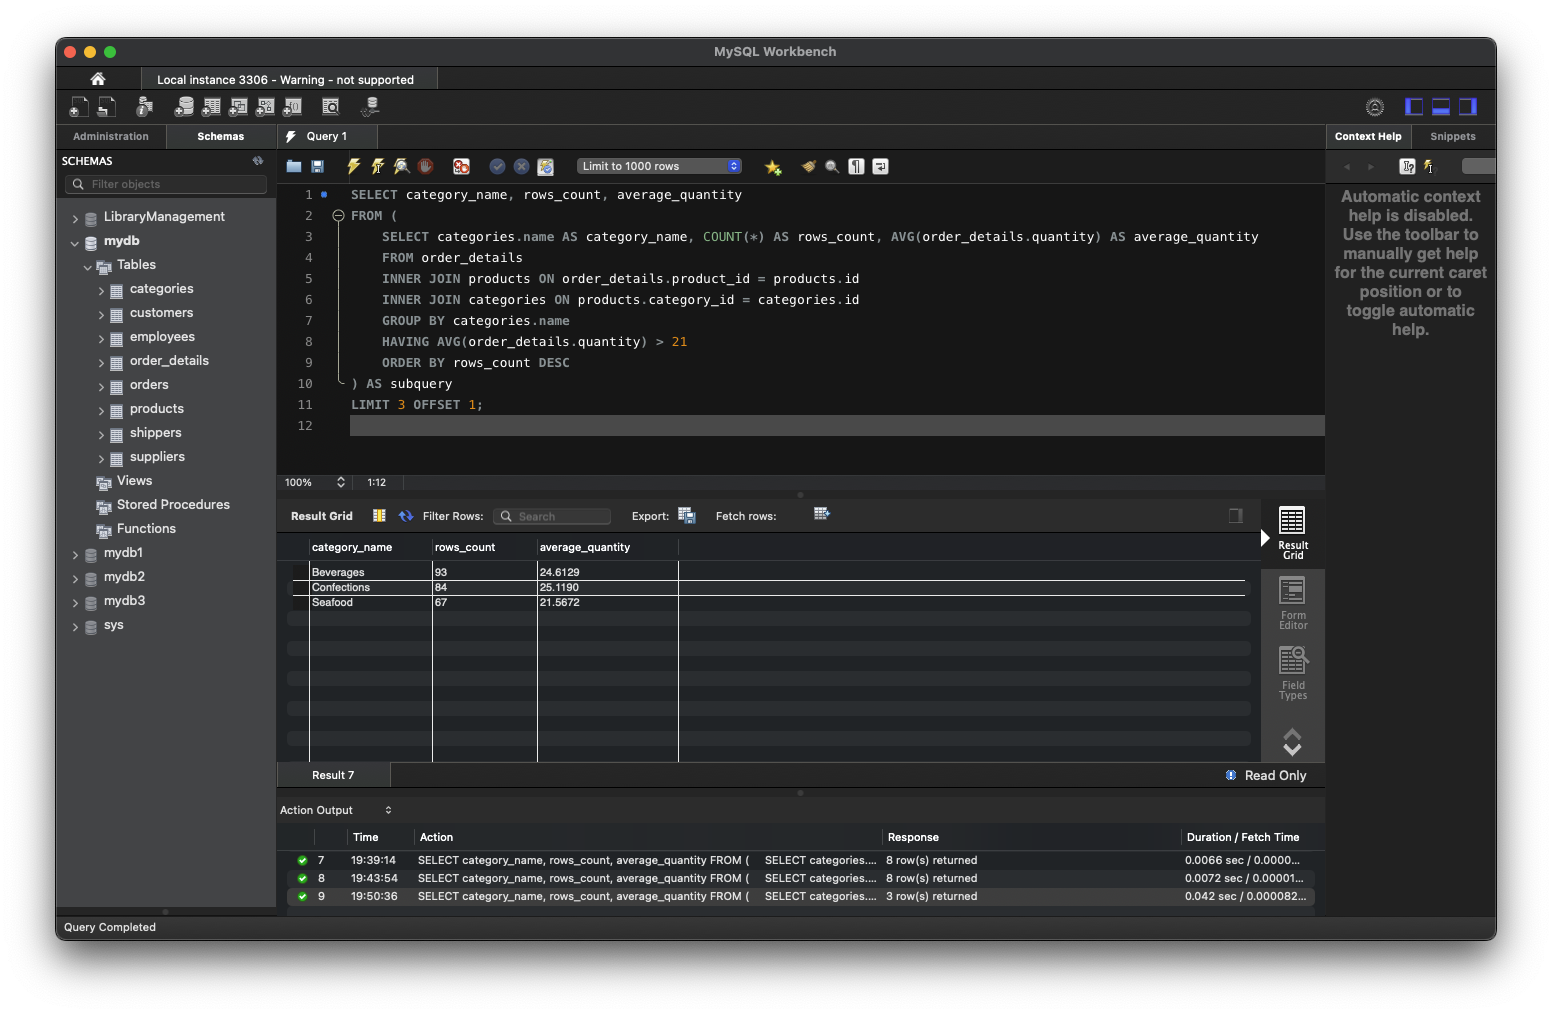 MySQL Workbench
Local instance 3306 - Warning - not supported
Administration
Schemas
Query 1
Context Help
Snippets
SCHEMAS
Filter objects
LibraryManagement
mydb
Tables
categories
customers
employees
order_details
orders
products
shippers
suppliers
Views
Stored Procedures
Functions
mydb1
mydb2
mydb3
sys
Limit to 1000 rows
1 SELECT category_name, rows_count, average_quantity
2 FROM (
3 SELECT categories.name AS category_name, COUNT(*) AS rows_count, AVG(order_details.quantity) AS average_quantity
4 FROM order_details
5 INNER JOIN products ON order_details.product_id = products.id
6 INNER JOIN categories ON products.category_id = categories.id
7 GROUP BY categories.name
8 HAVING AVG(order_details.quantity) > 21
9 ORDER BY rows_count DESC
10 ) AS subquery
11 LIMIT 3 OFFSET 1;
12
Automatic context
help is disabled.
Use the toolbar to
manually get help
for the current caret
position or to
toggle automatic
help.
100% 1:12
Result Grid Filter Rows: Search Export: Fetch rows:
category_name rows_count average_quantity
Beverages 93 24.6129
Confections 84 25.1190
Seafood 67 21.5672
Result
Grid
Form
Editor
Field
Types
Result 7
Read Only
Action Output
Time Action Response Duration / Fetch Time
7 19:39:14 SELECT category_name, rows_count, average_quantity FROM ( SELECT categories.... 8 row(s) returned 0.0066 sec / 0.0000...
8 19:43:54 SELECT category_name, rows_count, average_quantity FROM ( SELECT categories.... 8 row(s) returned 0.0072 sec / 0.00001...
9 19:50:36 SELECT category_name, rows_count, average_quantity FROM ( SELECT categories.... 3 row(s) returned 0.042 sec / 0.000082...
Query Completed